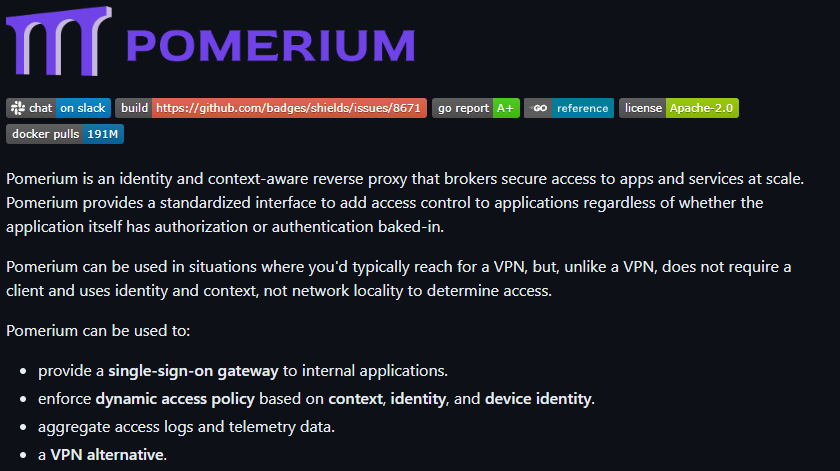 POMERIUM
chat on slack build https://github.com/badges/shields/issues/8671 go report A+ GO reference license Apache-2.0
docker pulls 191M
Pomerium is an identity and context-aware reverse proxy that brokers secure access to apps and services at scale.
Pomerium provides a standardized interface to add access control to applications regardless of whether the
application itself has authorization or authentication baked-in.
Pomerium can be used in situations where you'd typically reach for a VPN, but, unlike a VPN, does not require a
client and uses identity and context, not network locality to determine access.
Pomerium can be used to:
• provide a single-sign-on gateway to internal applications.
• enforce dynamic access policy based on context, identity, and device identity.
• aggregate access logs and telemetry data.
• a VPN alternative.